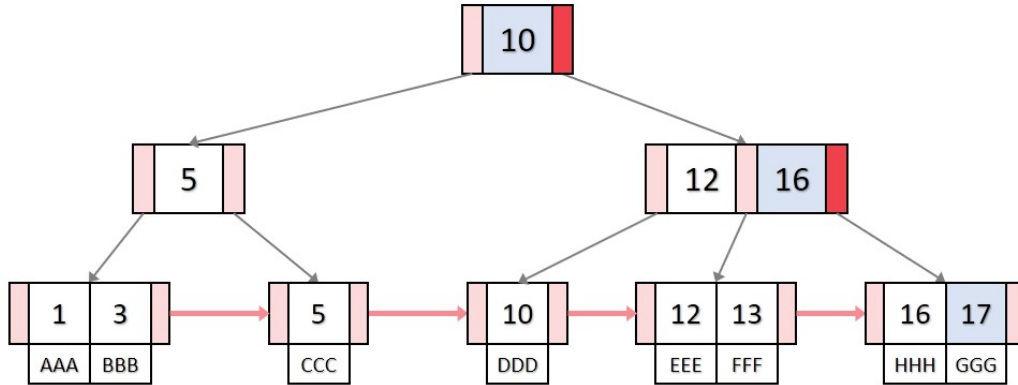 10
5
12 16
1 3 5 10 12 13 16 17
AAA BBB CCC DDD EEE FFF HHH GGG